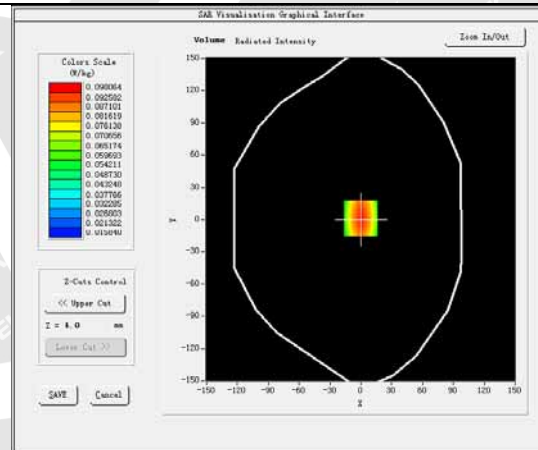 SAR Visualisation Graphical Interface
Volume Radiated Intensity
Zoom In/Out
Colors Scale
(W/kg)
0.098064
0.092582
0.087101
0.081619
0.076138
0.070656
0.065174
0.059693
0.054211
0.048730
0.043248
0.037766
0.032285
0.026803
0.021322
0.015840
150
120
90
60
30
0
-30
-60
-90
-120
-150
Y
-150 -120 -90 -60 -30 0 30 60 90 120 150
X
Z-Cuts Control
<< Upper Cut
Z = 4.0 mm
Lower Cut >>
SAVE Cancel